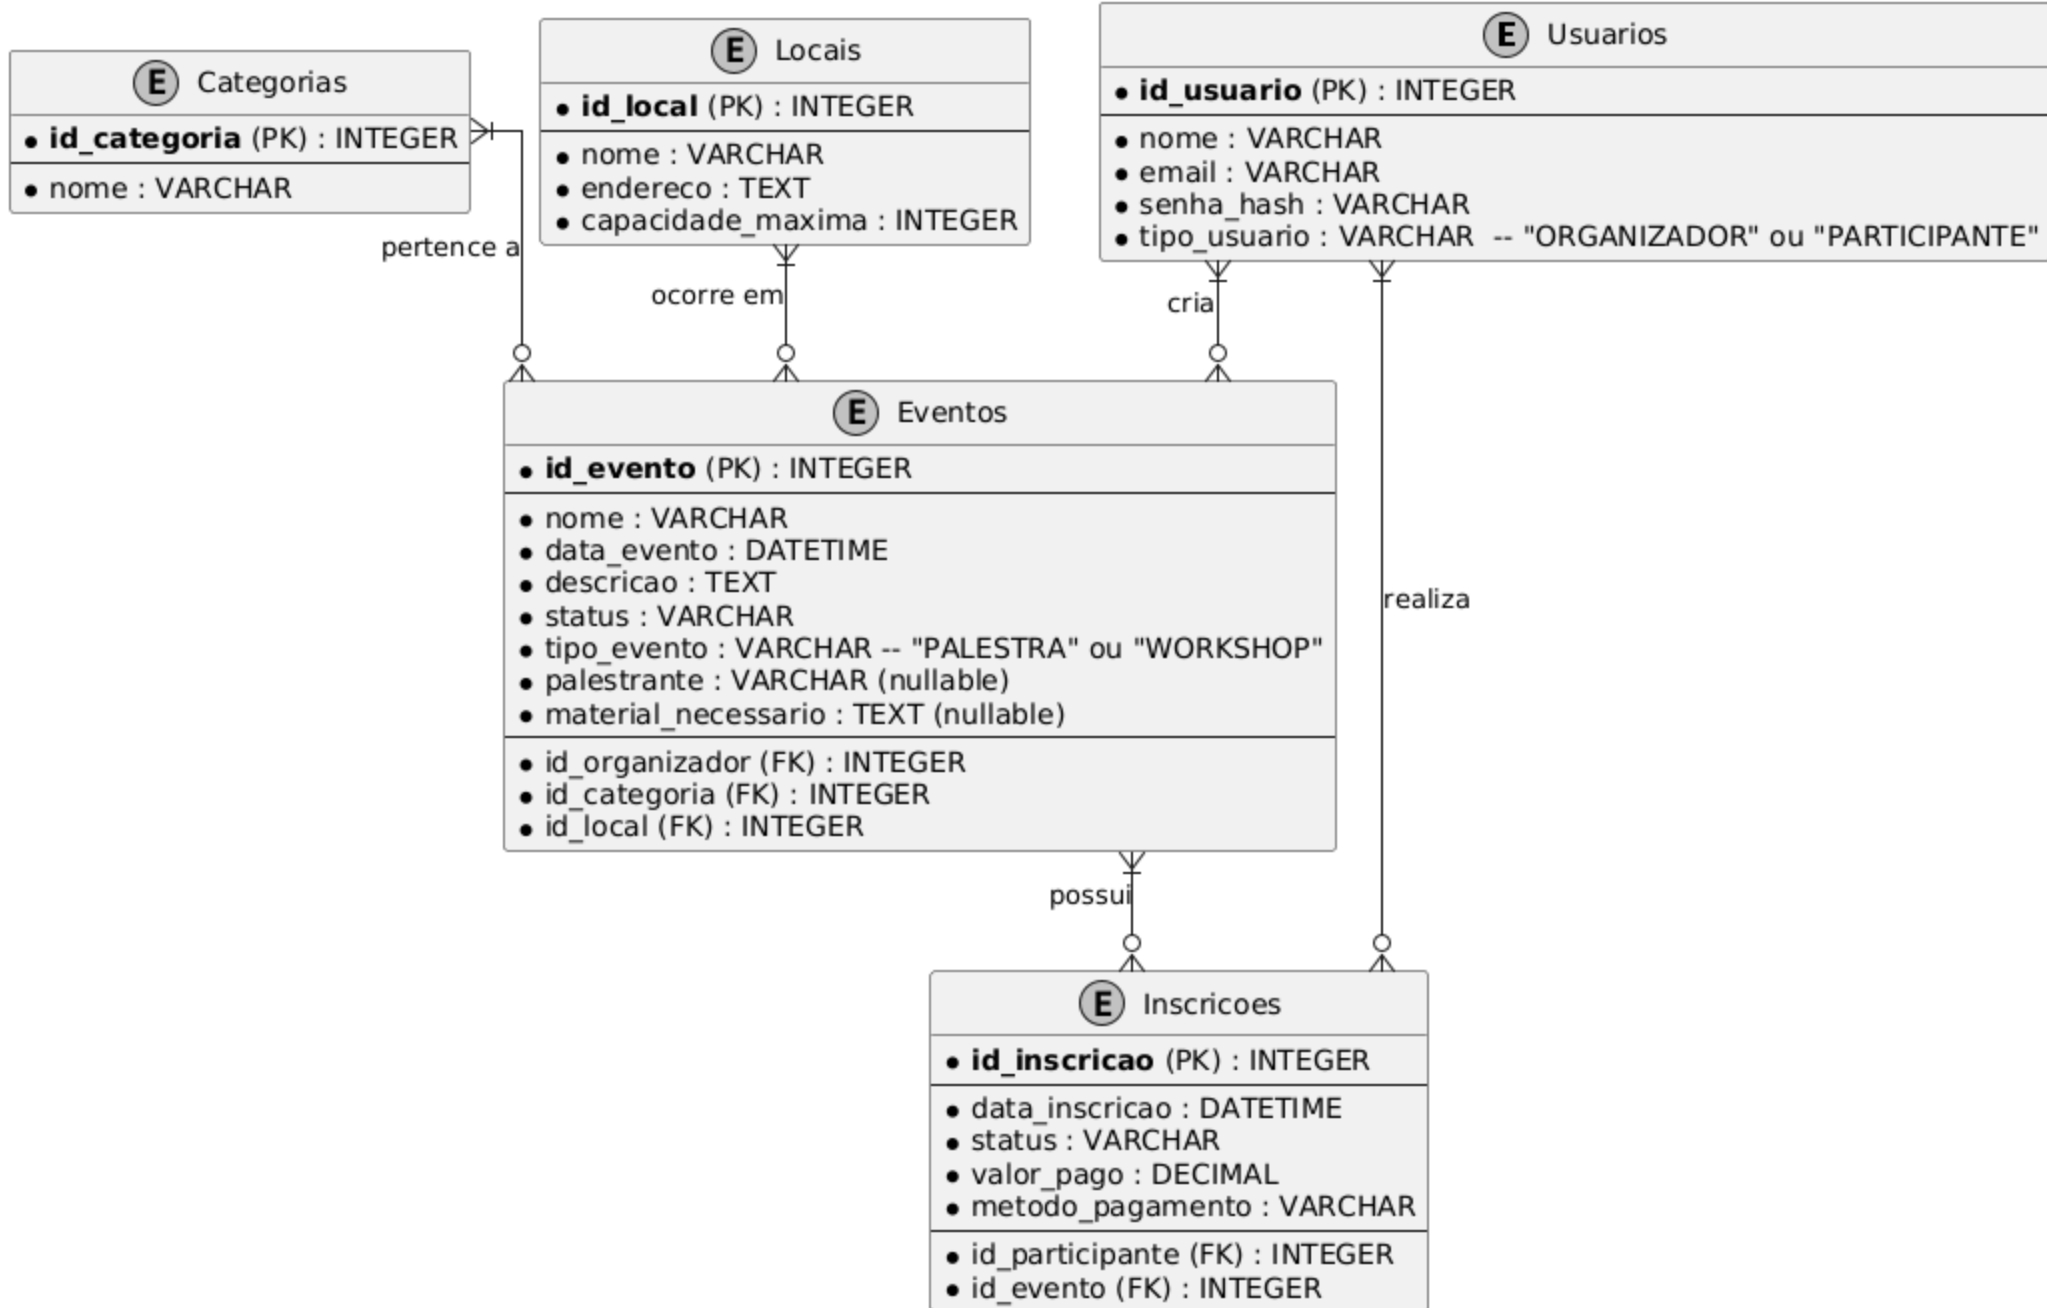 E Categorias
id_categoria (PK) : INTEGER
nome : VARCHAR
E Locais
id_local (PK) : INTEGER
nome : VARCHAR
endereco : TEXT
capacidade_maxima : INTEGER
E Usuarios
id_usuario (PK) : INTEGER
nome : VARCHAR
email : VARCHAR
senha_hash : VARCHAR
tipo_usuario : VARCHAR -- "ORGANIZADOR" ou "PARTICIPANTE"
pertence a
ocorre em
cria
E Eventos
id_evento (PK) : INTEGER
nome : VARCHAR
data_evento : DATETIME
descricao : TEXT
status : VARCHAR
tipo_evento : VARCHAR -- "PALESTRA" ou "WORKSHOP"
palestrante : VARCHAR (nullable)
material_necessario : TEXT (nullable)
id_organizador (FK) : INTEGER
id_categoria (FK) : INTEGER
id_local (FK) : INTEGER
realiza
possui
E Inscricoes
id_inscricao (PK) : INTEGER
data_inscricao : DATETIME
status : VARCHAR
valor_pago : DECIMAL
metodo_pagamento : VARCHAR
id_participante (FK) : INTEGER
id_evento (FK) : INTEGER